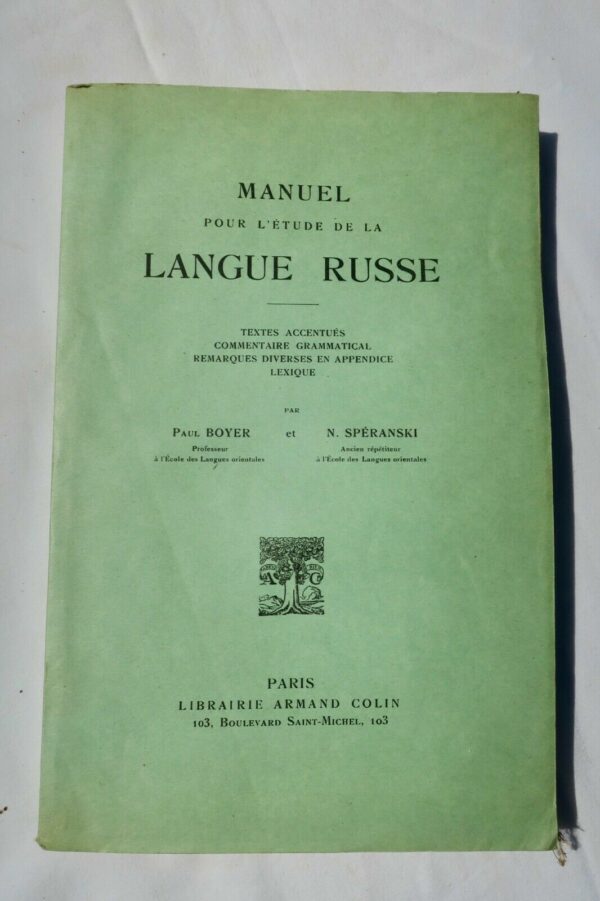 MANUEL
POUR L'ÉTUDE DE LA
LANGUE RUSSE
TEXTES ACCENTUÉS
COMMENTAIRE GRAMMATICAL
REMARQUES DIVERSES EN APPENDICE
LEXIQUE
PAR
PAUL BOYER et N. SPÉRANSKI
Professeur
à l'École des Langues orientales
Ancien répétiteur
à l'École des Langues orientales
A C
PARIS
LIBRAIRIE ARMAND COLIN
103, BOULEVARD SAINT-MICHEL, 103